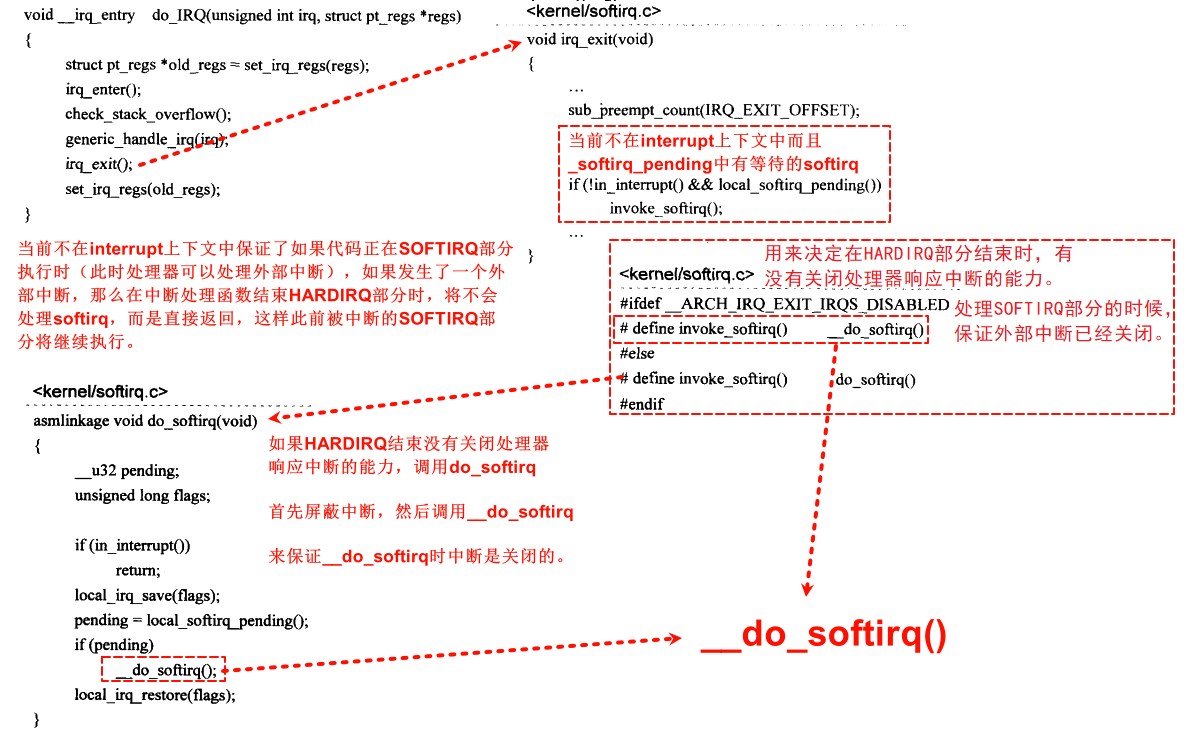 void __irq_entry do_IRQ(unsigned int irq, struct pt_regs *regs)
{
struct pt_regs *old_regs = set_irq_regs(regs);
irq_enter();
check_stack_overflow();
generic_handle_irq(irq);
irq_exit();
set_irq_regs(old_regs);
}
<kernel/softirq.c>
void irq_exit(void)
{
…
sub_preempt_count(IRQ_EXIT_OFFSET);
当前不在interrupt上下文中而且
_softirq_pending中有等待的softirq
if (!in_interrupt() && local_softirq_pending())
invoke_softirq();
…
}
当前不在interrupt上下文中保证了如果代码正在SOFTIRQ部分
执行时（此时处理器可以处理外部中断），如果发生了一个外
部中断，那么在中断处理函数结束HARDIRQ部分时，将不会
处理softirq，而是直接返回，这样此前被中断的SOFTIRQ部
分将继续执行。
用来决定在HARDIRQ部分结束时，有
没有关闭处理器响应中断的能力。
<kernel/softirq.c>
#ifdef __ARCH_IRQ_EXIT_IRQS_DISABLED
# define invoke_softirq() __do_softirq()
#else
# define invoke_softirq() do_softirq()
#endif
处理SOFTIRQ部分的时候，
保证外部中断已经关闭。
<kernel/softirq.c>
asmlinkage void do_softirq(void)
{
__u32 pending;
unsigned long flags;
if (in_interrupt())
return;
local_irq_save(flags);
pending = local_softirq_pending();
if (pending)
__do_softirq();
local_irq_restore(flags);
}
如果HARDIRQ结束没有关闭处理器
响应中断的能力，调用do_softirq
首先屏蔽中断，然后调用__do_softirq
来保证__do_softirq时中断是关闭的。
__do_softirq()